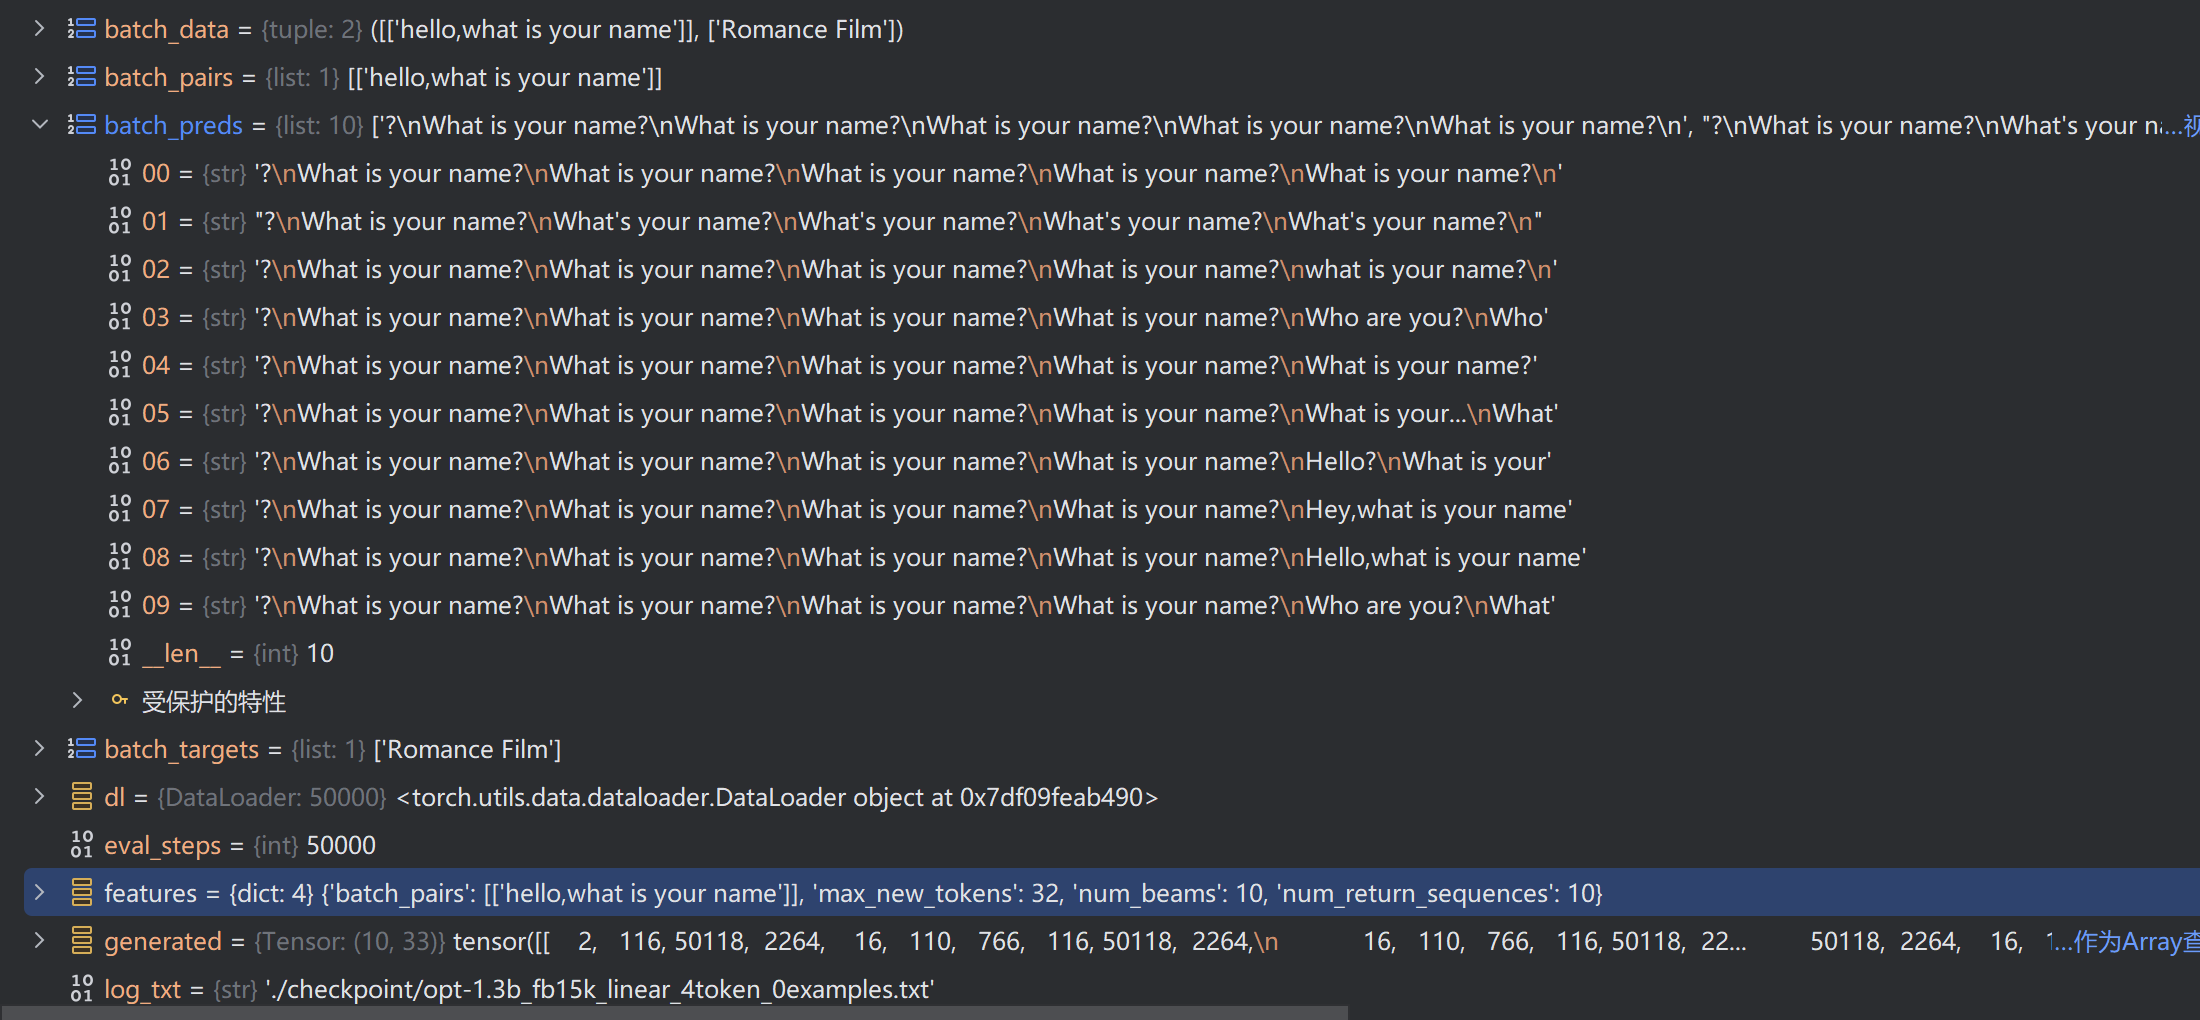 batch_data = {tuple: 2} ([['hello,what is your name']], ['Romance Film'])
batch_pairs = {list: 1} [['hello,what is your name']]
batch_preds = {list: 10} ['?\nWhat is your name?\nWhat is your name?\nWhat is your name?\nWhat is your name?\nWhat is your name?\n', "?\nWhat is your name?\nWhat's your n...视
00 = {str} '?\nWhat is your name?\nWhat is your name?\nWhat is your name?\nWhat is your name?\nWhat is your name?\n'
01 = {str} "?\nWhat is your name?\nWhat's your name?\nWhat's your name?\nWhat's your name?\nWhat's your name?\n"
02 = {str} '?\nWhat is your name?\nWhat is your name?\nWhat is your name?\nWhat is your name?\nwhat is your name?\n'
03 = {str} '?\nWhat is your name?\nWhat is your name?\nWhat is your name?\nWhat is your name?\nWho are you?\nWho'
04 = {str} '?\nWhat is your name?\nWhat is your name?\nWhat is your name?\nWhat is your name?\nWhat is your name?'
05 = {str} '?\nWhat is your name?\nWhat is your name?\nWhat is your name?\nWhat is your name?\nWhat is your...\nWhat'
06 = {str} '?\nWhat is your name?\nWhat is your name?\nWhat is your name?\nWhat is your name?\nHello?\nWhat is your'
07 = {str} '?\nWhat is your name?\nWhat is your name?\nWhat is your name?\nWhat is your name?\nHey,what is your name'
08 = {str} '?\nWhat is your name?\nWhat is your name?\nWhat is your name?\nWhat is your name?\nHello,what is your name'
09 = {str} '?\nWhat is your name?\nWhat is your name?\nWhat is your name?\nWhat is your name?\nWho are you?\nWhat'
__len__ = {int} 10
受保护的特性
batch_targets = {list: 1} ['Romance Film']
dl = {DataLoader: 50000} <torch.utils.data.dataloader.DataLoader object at 0x7df09feab490>
eval_steps = {int} 50000
features = {dict: 4} {'batch_pairs': [['hello,what is your name']], 'max_new_tokens': 32, 'num_beams': 10, 'num_return_sequences': 10}
generated = {Tensor: (10, 33)} tensor([[ 2, 116, 50118, 2264, 16, 110, 766, 116, 50118, 2264,\n 16, 110, 766, 116, 50118, 22... 50118, 2264, 16, ...作为Array查
log_txt = {str} './checkpoint/opt-1.3b_fb15k_linear_4token_0examples.txt'